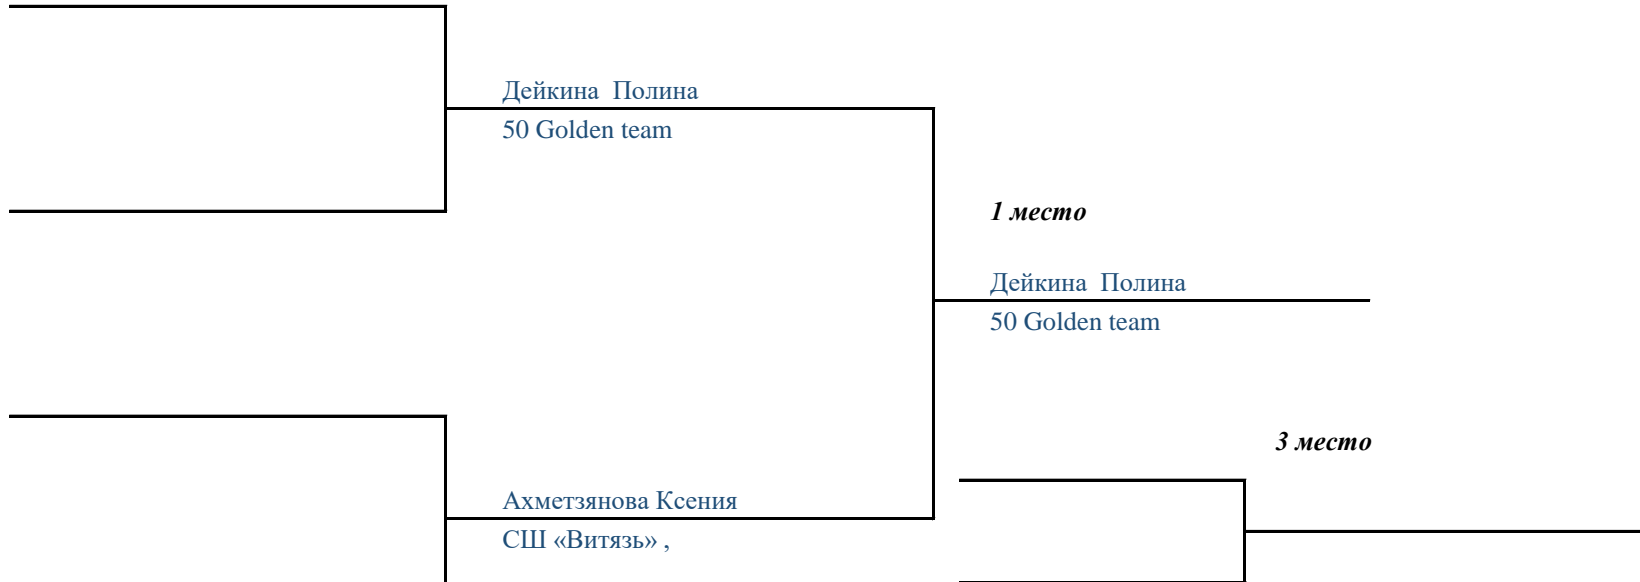 Дейкина  Полина
50 Golden team
1 место
Дейкина  Полина
50 Golden team
3 место
Ахметзянова Ксения
СШ «Витязь» ,